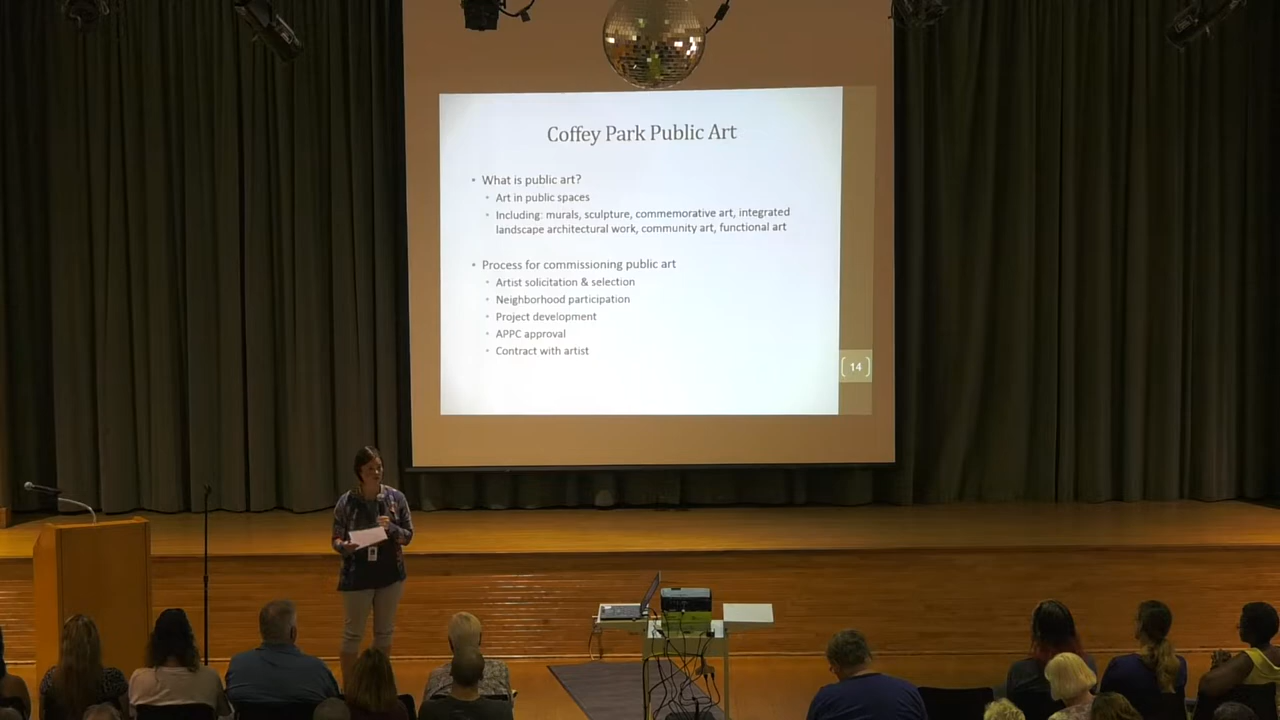 Coffey Park Public Art
• What is public art?
• Art in public spaces
• Including: murals, sculpture, commemorative art, integrated
landscape architectural work, community art, functional art
• Process for commissioning public art
• Artist solicitation & selection
• Neighborhood participation
• Project development
• APPC approval
• Contract with artist
[ 14 ]